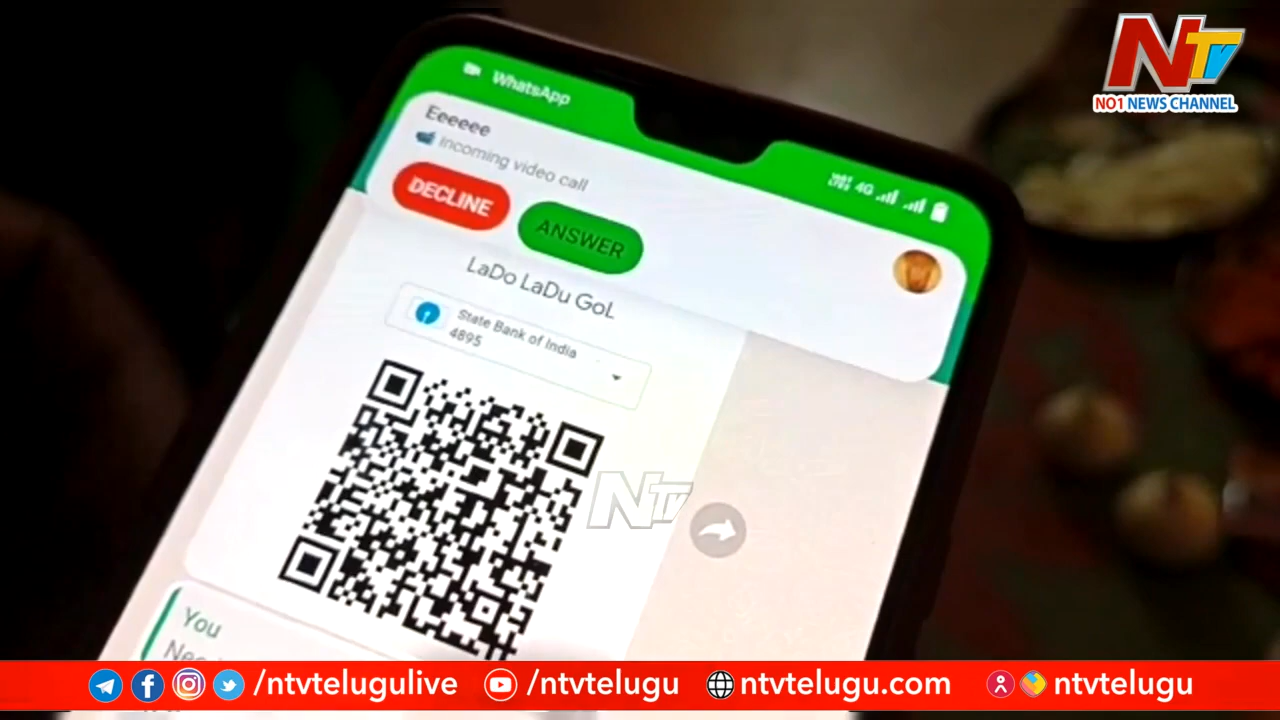 NTV
NO1 NEWS CHANNEL
WhatsApp
4G
Eeeeee
Incoming video call
DECLINE
ANSWER
LaDo LaDu GoL
State Bank of India
4895
NTV
You
/ntvtelugulive
/ntvtelugu
ntvtelugu.com
ntvtelugu